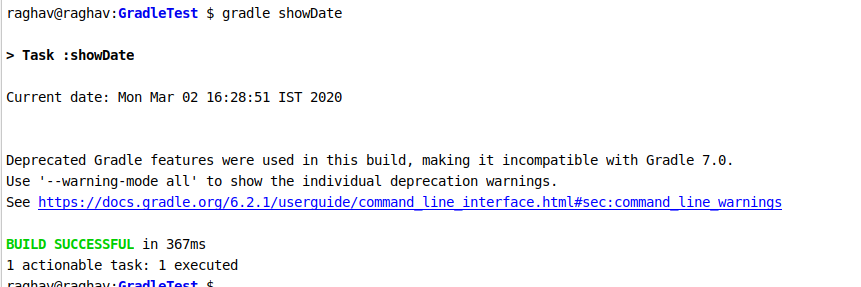 raghav@raghav:GradleTest $ gradle showDate
> Task :showDate
Current date: Mon Mar 02 16:28:51 IST 2020
Deprecated Gradle features were used in this build, making it incompatible with Gradle 7.0.
Use '--warning-mode all' to show the individual deprecation warnings.
See https://docs.gradle.org/6.2.1/userguide/command_line_interface.html#sec:command_line_warnings
BUILD SUCCESSFUL in 367ms
1 actionable task: 1 executed
raghav@raghav:GradleTest $